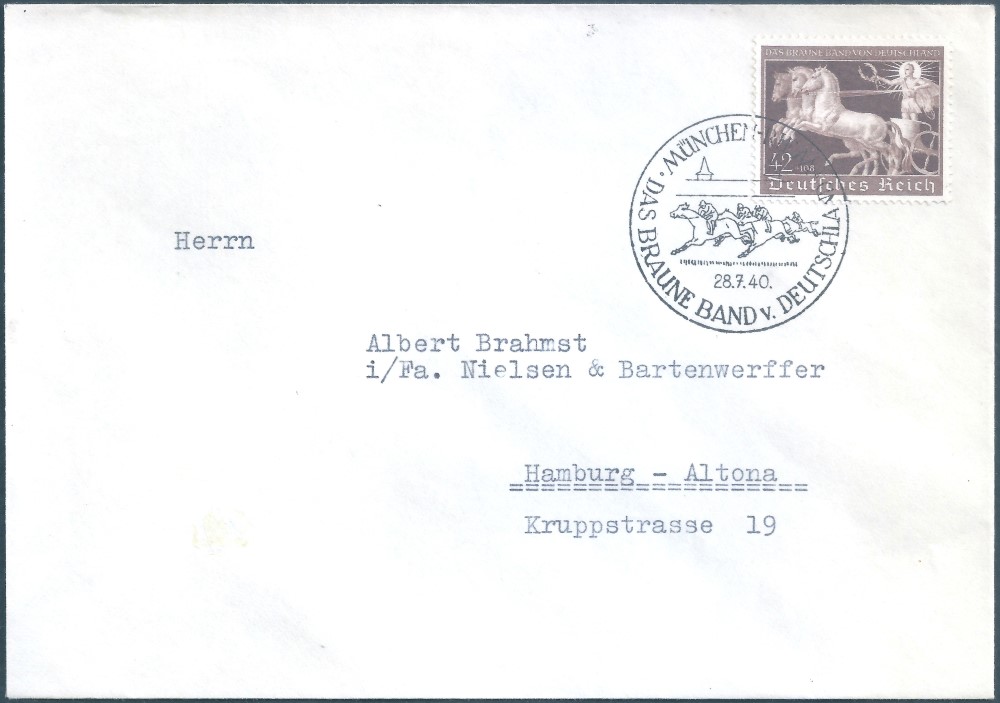 DAS BRAUNE BAND VON DEUTSCHLAND
42+108
Deutsches Reich
MÜNCHEN
28.7.40.
· DAS BRAUNE BAND v. DEUTSCHLAND
Herrn
Albert Brahmst
i/Fa. Nielsen & Bartenwerffer
Hamburg - Altona
Kruppstrasse 19